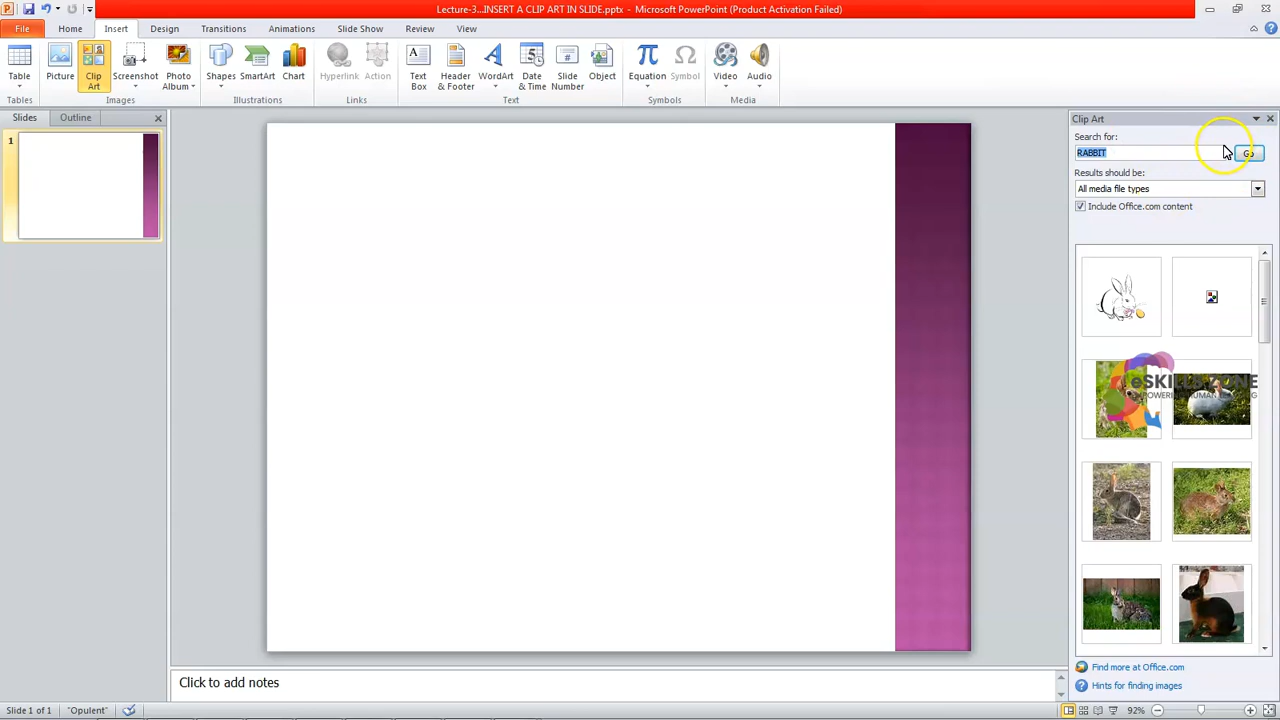 Lecture-3...INSERT A CLIP ART IN SLIDE.pptx - Microsoft PowerPoint (Product Activation Failed)
File Home Insert Design Transitions Animations Slide Show Review View
Table Picture Clip Art Screenshot Photo Album Shapes SmartArt Chart Hyperlink Action Text Box Header & Footer WordArt Date & Time Slide Number Object Equation Symbol Video Audio
Tables Images Illustrations Links Text Symbols Media
Slides Outline
Clip Art
Search for:
RABBIT Go
Results should be:
All media file types
Include Office.com content
1
eSKILLS ZONE
EMPOWERING HUMAN LEARNING
Find more at Office.com
Hints for finding images
Click to add notes
Slide 1 of 1 "Opulent" 92%